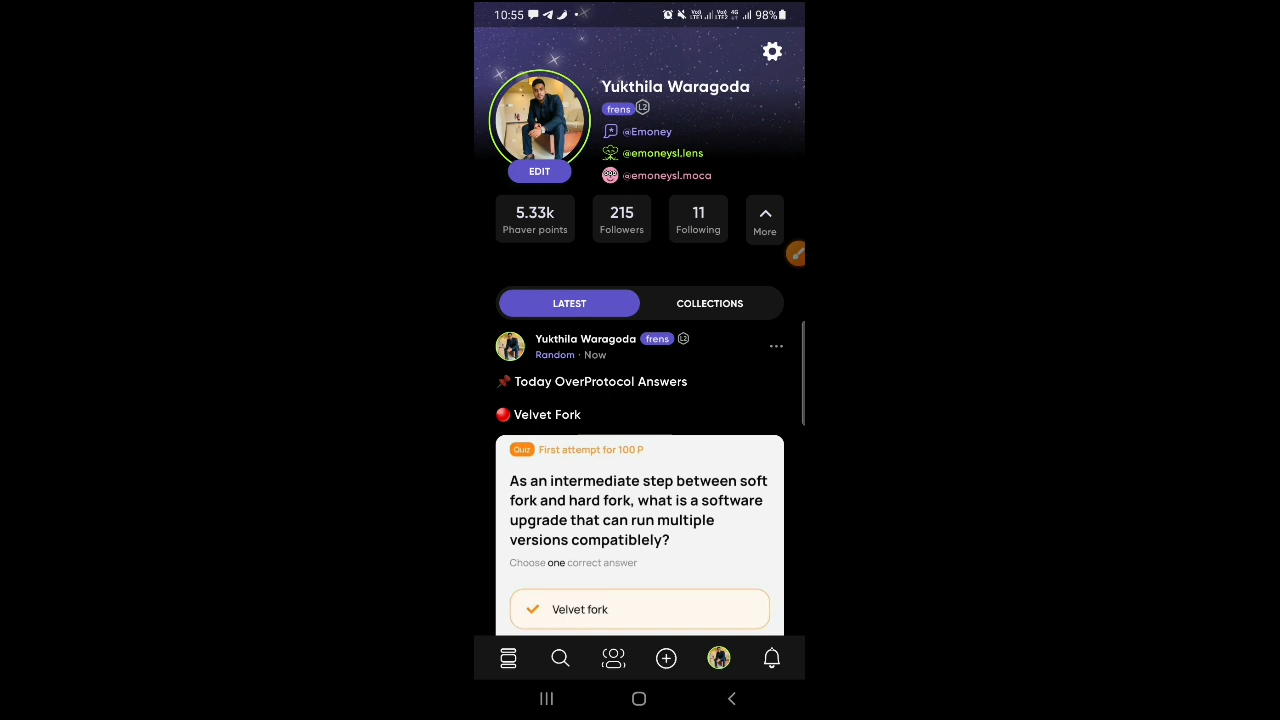 10:55
98%
Yukthila Waragoda
frens L2
@Emoney
@emoneysl.lens
@emoneysl.moca
EDIT
5.33k 215 11
Phaver points Followers Following More
LATEST COLLECTIONS
Yukthila Waragoda frens L2
Random · Now
📌 Today OverProtocol Answers
🔴 Velvet Fork
Quiz First attempt for 100 P
As an intermediate step between soft
fork and hard fork, what is a software
upgrade that can run multiple
versions compatiblely?
Choose one correct answer
Velvet fork